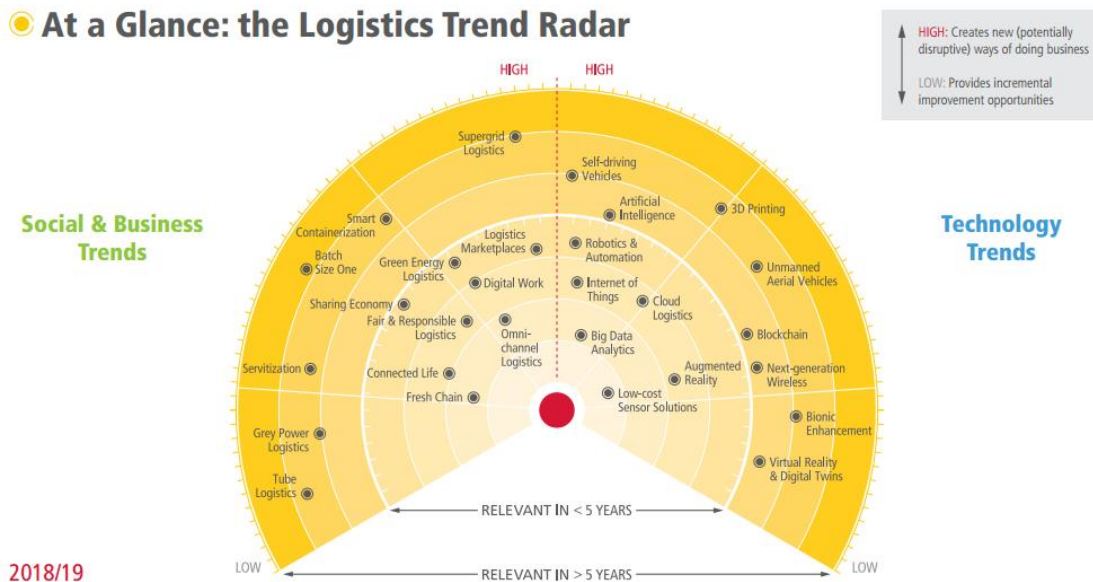 At a Glance: the Logistics Trend Radar
HIGH: Creates new (potentially
disruptive) ways of doing business
LOW: Provides incremental
improvement opportunities
HIGH
HIGH
Social & Business
Trends
Technology
Trends
Supergrid
Logistics
Self-driving
Vehicles
Smart
Containerization
Artificial
Intelligence
3D Printing
Batch
Size One
Logistics
Marketplaces
Robotics &
Automation
Green Energy
Logistics
Unmanned
Aerial Vehicles
Digital Work
Internet of
Things
Sharing Economy
Cloud
Logistics
Fair & Responsible
Logistics
Omni-
channel
Logistics
Big Data
Analytics
Blockchain
Servitization
Connected Life
Augmented
Reality
Next-generation
Wireless
Fresh Chain
Low-cost
Sensor Solutions
Bionic
Enhancement
Grey Power
Logistics
Virtual Reality
& Digital Twins
Tube
Logistics
RELEVANT IN < 5 YEARS
LOW
LOW
RELEVANT IN > 5 YEARS
2018/19